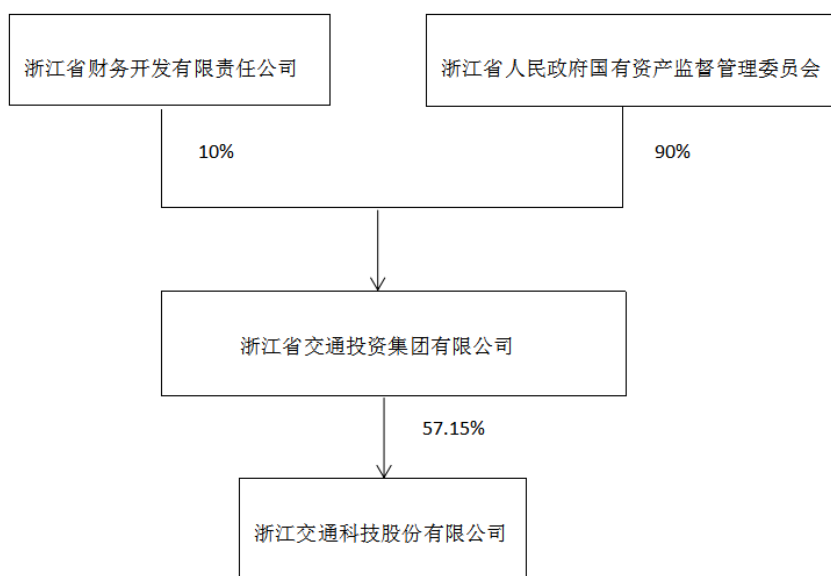 浙江省财务开发有限责任公司
浙江省人民政府国有资产监督管理委员会
10%
90%
浙江省交通投资集团有限公司
57.15%
浙江交通科技股份有限公司